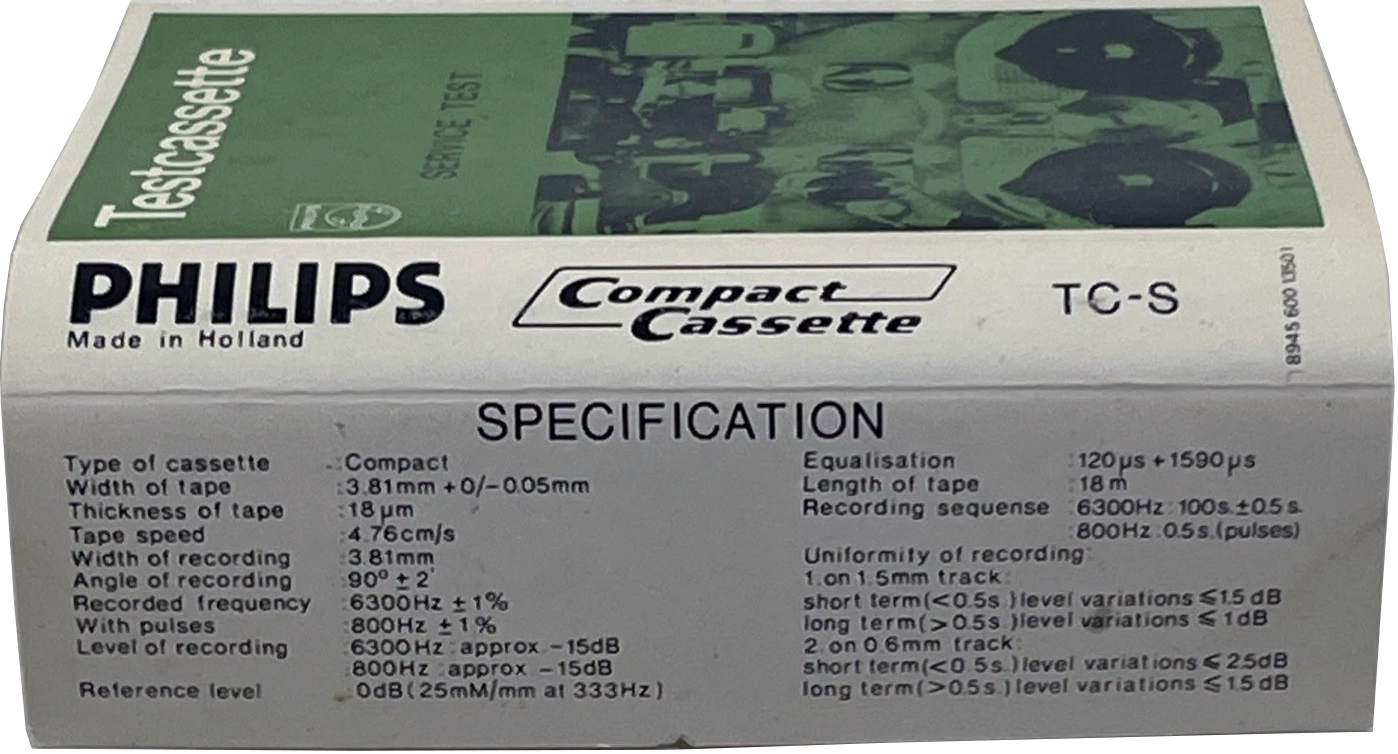 Testcassette
SERVICE TEST
PHILIPS
Made in Holland
Compact
Cassette
TC-S
8945 600 13501
SPECIFICATION
Type of cassette : Compact
Width of tape : 3.81mm +0/-0.05mm
Thickness of tape : 18 µm
Tape speed : 4.76cm/s
Width of recording : 3.81mm
Angle of recording : 90° ± 2'
Recorded frequency : 6300Hz ± 1%
With pulses : 800Hz ± 1%
Level of recording : 6300Hz : approx -15dB
: 800Hz : approx -15dB
Reference level : 0dB (25mM/mm at 333Hz)
Equalisation : 120µs + 1590µs
Length of tape : 18 m
Recording sequense : 6300Hz : 100s. ± 0.5 s.
: 800Hz : 0.5 s. (pulses)
Uniformity of recording:
1. on 1.5mm track:
short term (< 0.5s.) level variations ≤ 1.5 dB
long term (> 0.5s.) level variations ≤ 1dB
2. on 0.6mm track:
short term (< 0.5s.) level variations ≤ 2.5dB
long term (> 0.5s.) level variations ≤ 1.5 dB